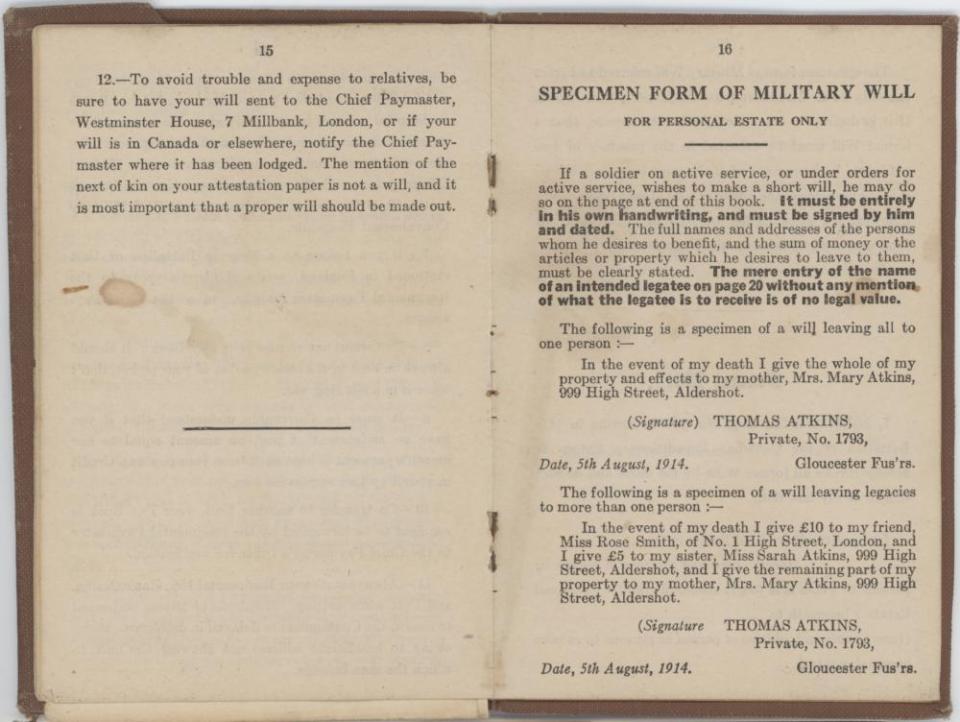 15
12.—To avoid trouble and expense to relatives, be
sure to have your will sent to the Chief Paymaster,
Westminster House, 7 Millbank, London, or if your
will is in Canada or elsewhere, notify the Chief Pay-
master where it has been lodged. The mention of the
next of kin on your attestation paper is not a will, and it
is most important that a proper will should be made out.
16
SPECIMEN FORM OF MILITARY WILL
FOR PERSONAL ESTATE ONLY
If a soldier on active service, or under orders for
active service, wishes to make a short will, he may do
so on the page at end of this book. It must be entirely
in his own handwriting, and must be signed by him
and dated. The full names and addresses of the persons
whom he desires to benefit, and the sum of money or the
articles or property which he desires to leave to them,
must be clearly stated. The mere entry of the name
of an intended legatee on page 20 without any mention
of what the legatee is to receive is of no legal value.
The following is a specimen of a will leaving all to
one person :—
In the event of my death I give the whole of my
property and effects to my mother, Mrs. Mary Atkins,
999 High Street, Aldershot.
(Signature) THOMAS ATKINS,
Private, No. 1793,
Date, 5th August, 1914. Gloucester Fus'rs.
The following is a specimen of a will leaving legacies
to more than one person :—
In the event of my death I give £10 to my friend,
Miss Rose Smith, of No. 1 High Street, London, and
I give £5 to my sister, Miss Sarah Atkins, 999 High
Street, Aldershot, and I give the remaining part of my
property to my mother, Mrs. Mary Atkins, 999 High
Street, Aldershot.
(Signature THOMAS ATKINS,
Private, No. 1793,
Date, 5th August, 1914. Gloucester Fus'rs.